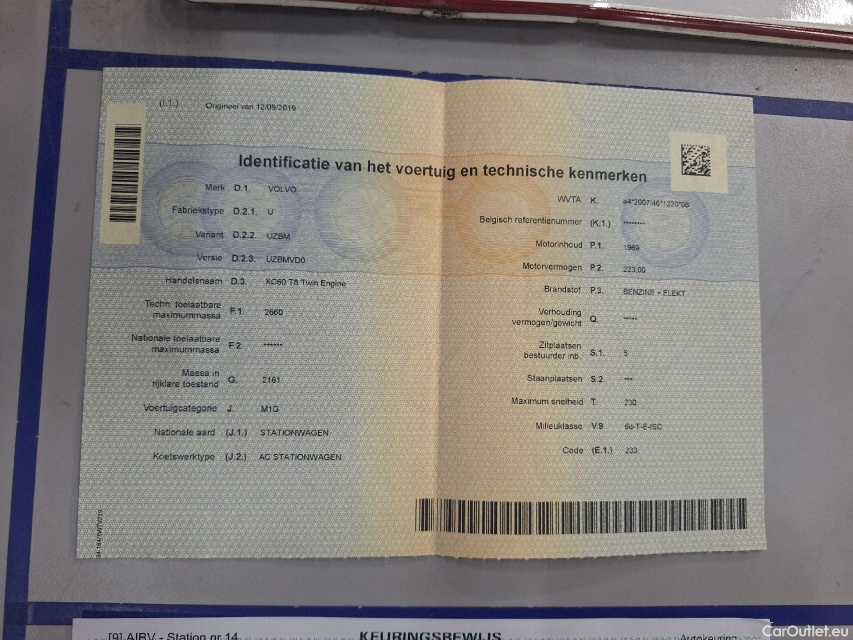 (I.1.) Origineel van 12/09/2019
Identificatie van het voertuig en technische kenmerken
Merk D.1. VOLVO
Fabriekstype D.2.1. U
Variant D.2.2. UZBM
Versie D.2.3. UZBMVD0
Handelsnaam D.3. XC60 T8 Twin Engine
Techn. toelaatbare
maximummassa F.1. 2660
Nationale toelaatbare
maximummassa F.2. ******
Massa in
rijklare toestand G. 2161
Voertuigcategorie J. M1G
Nationale aard (J.1.) STATIONWAGEN
Koetswerktype (J.2.) AC STATIONWAGEN
WVTA K. e4*2007/46*1220*06
Belgisch referentienummer (K.1.) ********
Motorinhoud P.1. 1969
Motorvermogen P.2. 223,00
Brandstof P.3. BENZINE + ELEKT
Verhouding
vermogen/gewicht Q. *****
Zitplaatsen
bestuurder inb. S.1. 5
Staanplaatsen S.2. ***
Maximum snelheid T. 230
Milieuklasse V.9. 6d-T-E-ISC
Code (E.1.) 233
[9] AIBV - Station nr 14
KEURINGSBEWIJS
Autokeuring
CarOutlet.eu